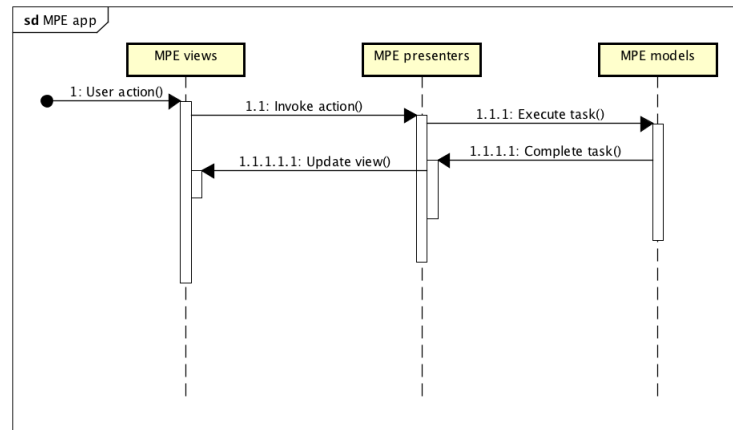 sd MPE app
MPE views
MPE presenters
MPE models
1: User action()
1.1: Invoke action()
1.1.1: Execute task()
1.1.1.1: Complete task()
1.1.1.1.1: Update view()